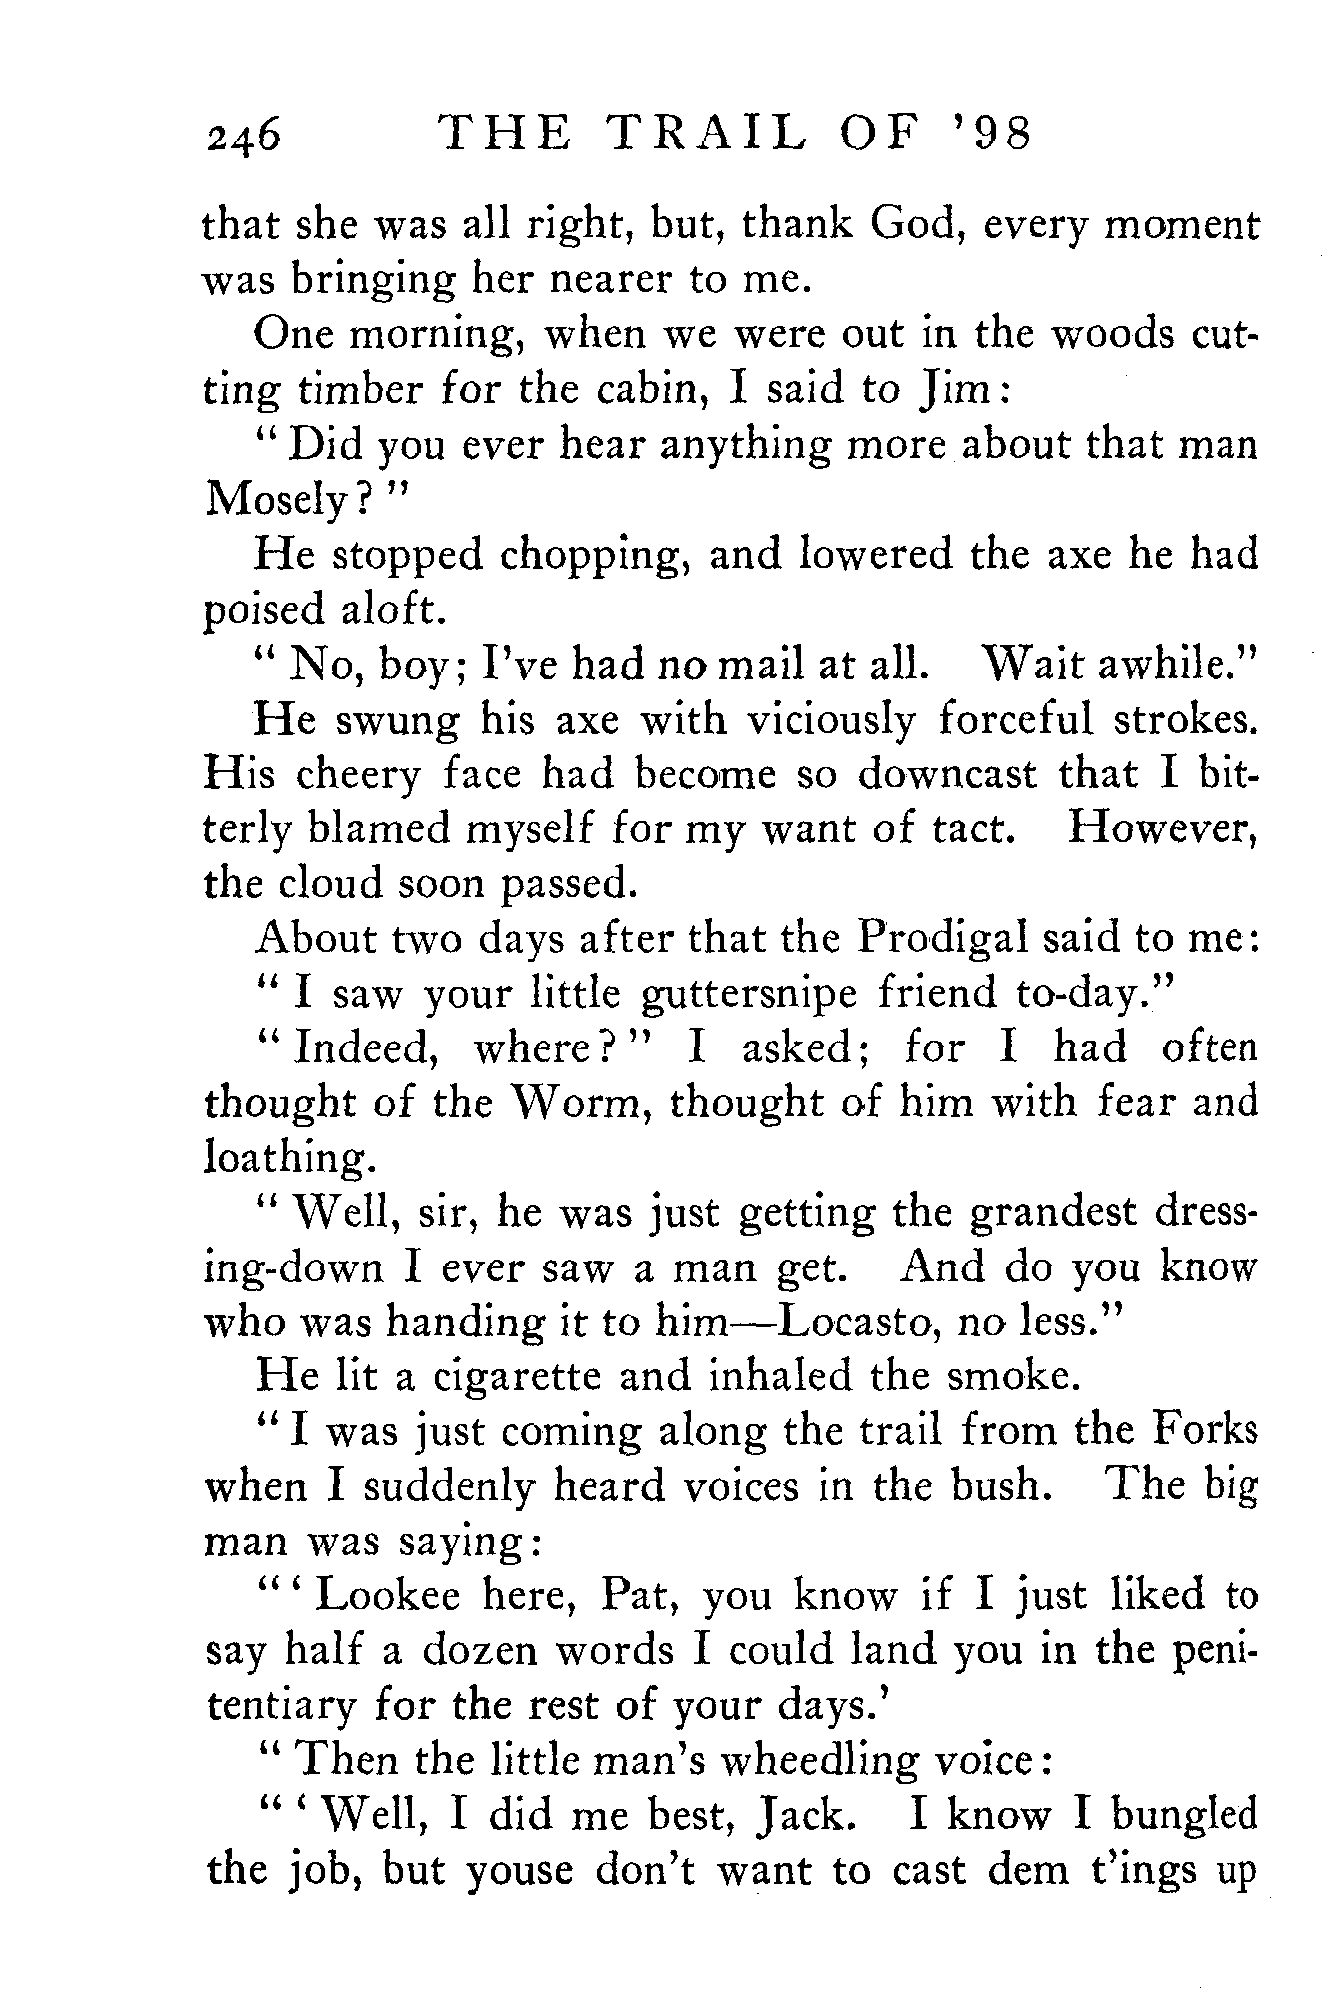 246 THE TRAIL OF '98
that she was all right, but, thank God, every moment
was bringing her nearer to me.
One morning, when we were out in the woods cut-
ting timber for the cabin, I said to Jim:
"Did you ever hear anything more about that man
Mosely?"
He stopped chopping, and lowered the axe he had
poised aloft.
"No, boy; I've had no mail at all. Wait awhile."
He swung his axe with viciously forceful strokes.
His cheery face had become so downcast that I bit-
terly blamed myself for my want of tact. However,
the cloud soon passed.
About two days after that the Prodigal said to me:
"I saw your little guttersnipe friend to-day."
"Indeed, where?" I asked; for I had often
thought of the Worm, thought of him with fear and
loathing.
"Well, sir, he was just getting the grandest dress-
ing-down I ever saw a man get. And do you know
who was handing it to him—Locasto, no less."
He lit a cigarette and inhaled the smoke.
"I was just coming along the trail from the Forks
when I suddenly heard voices in the bush. The big
man was saying:
"'Lookee here, Pat, you know if I just liked to
say half a dozen words I could land you in the peni-
tentiary for the rest of your days.'
"Then the little man's wheedling voice:
"'Well, I did me best, Jack. I know I bungled
the job, but youse don't want to cast dem t'ings up